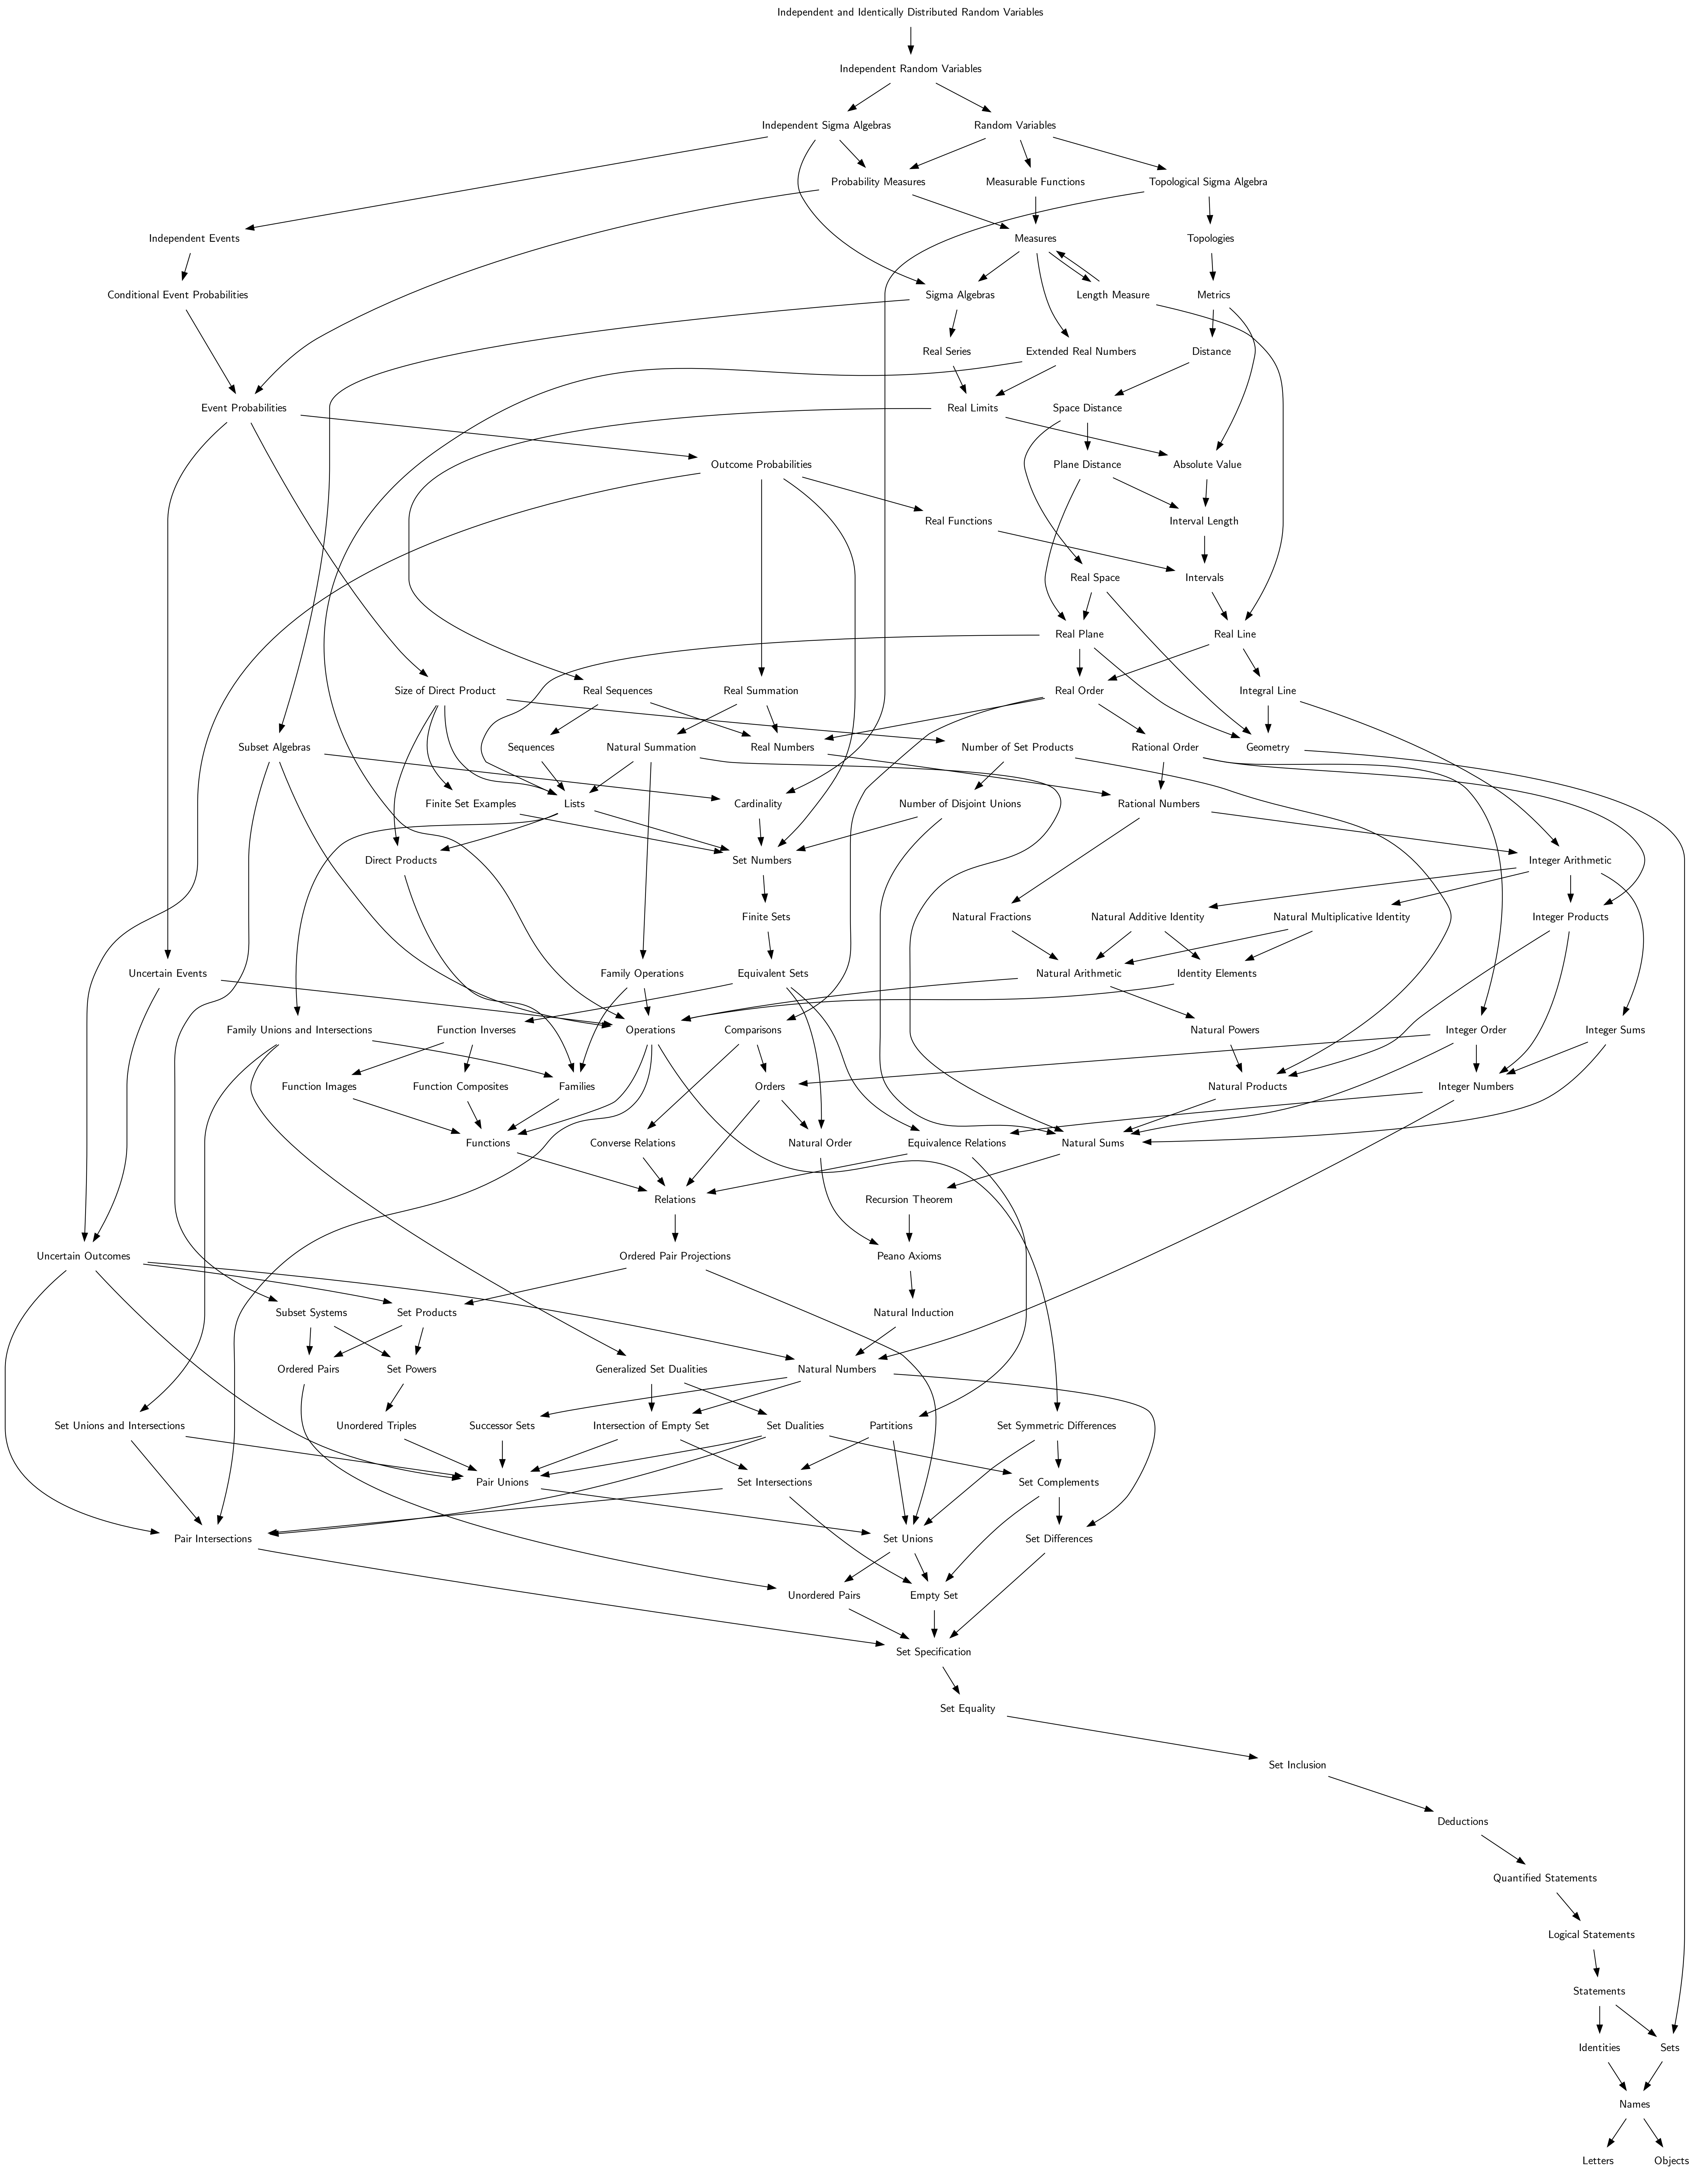 Independent and Identically Distributed Random Variables
Independent Random Variables
Independent Sigma Algebras
Random Variables
Probability Measures
Measurable Functions
Topological Sigma Algebra
Independent Events
Measures
Topologies
Conditional Event Probabilities
Sigma Algebras
Length Measure
Metrics
Real Series
Extended Real Numbers
Distance
Event Probabilities
Real Limits
Space Distance
Outcome Probabilities
Plane Distance
Absolute Value
Real Functions
Interval Length
Real Space
Intervals
Real Plane
Real Line
Size of Direct Product
Real Sequences
Real Summation
Real Order
Integral Line
Subset Algebras
Sequences
Natural Summation
Real Numbers
Number of Set Products
Rational Order
Geometry
Finite Set Examples
Lists
Cardinality
Number of Disjoint Unions
Rational Numbers
Direct Products
Set Numbers
Integer Arithmetic
Finite Sets
Natural Fractions
Natural Additive Identity
Natural Multiplicative Identity
Integer Products
Uncertain Events
Family Operations
Equivalent Sets
Natural Arithmetic
Identity Elements
Family Unions and Intersections
Function Inverses
Operations
Comparisons
Natural Powers
Integer Order
Integer Sums
Function Images
Function Composites
Families
Orders
Natural Products
Integer Numbers
Functions
Converse Relations
Natural Order
Equivalence Relations
Natural Sums
Relations
Recursion Theorem
Uncertain Outcomes
Ordered Pair Projections
Peano Axioms
Subset Systems
Set Products
Natural Induction
Ordered Pairs
Set Powers
Generalized Set Dualities
Natural Numbers
Set Unions and Intersections
Unordered Triples
Successor Sets
Intersection of Empty Set
Set Dualities
Partitions
Set Symmetric Differences
Pair Unions
Set Intersections
Set Complements
Pair Intersections
Set Unions
Set Differences
Unordered Pairs
Empty Set
Set Specification
Set Equality
Set Inclusion
Deductions
Quantified Statements
Logical Statements
Statements
Identities
Sets
Names
Letters
Objects